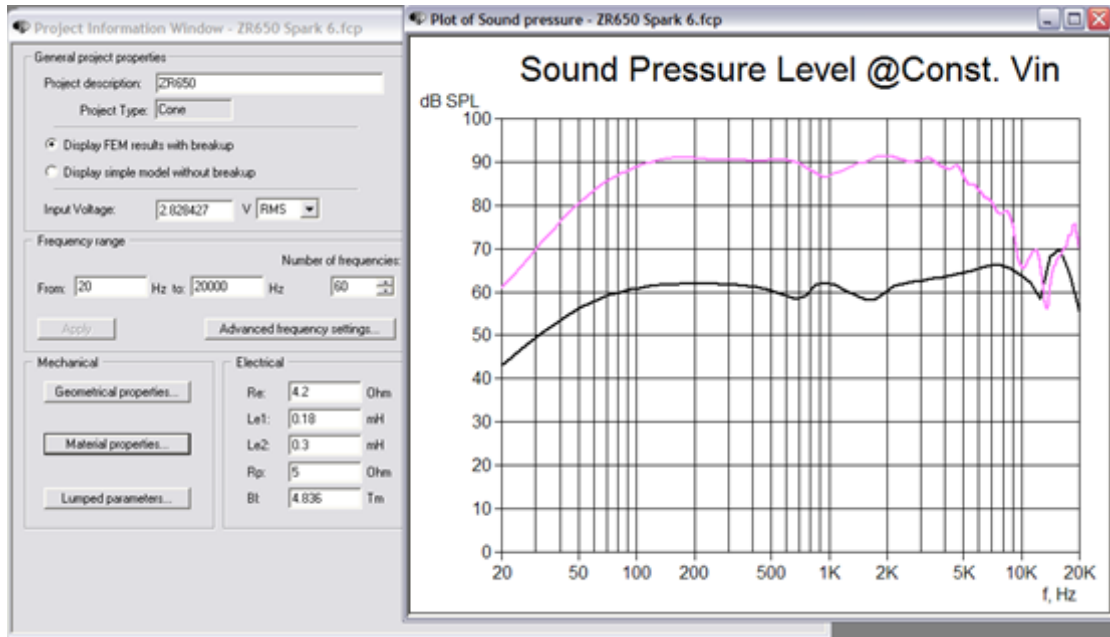 Project Information Window - ZR650 Spark 6.fcp
General project properties
Project description: ZR650
Project Type: Cone
Display FEM results with breakup
Display simple model without breakup
Input Voltage: 2.828427 V RMS
Frequency range
Number of frequencies:
From: 20 Hz to: 20000 Hz 60
Apply Advanced frequency settings...
Mechanical
Geometrical properties...
Material properties...
Lumped parameters...
Electrical
Re: 4.2 Ohm
Le1: 0.18 mH
Le2: 0.3 mH
Rp: 5 Ohm
Bl: 4.836 Tm
Plot of Sound pressure - ZR650 Spark 6.fcp
Sound Pressure Level @Const. Vin
dB SPL
100
90
80
70
60
50
40
30
20
10
0
20 50 100 200 500 1K 2K 5K 10K 20K
f, Hz